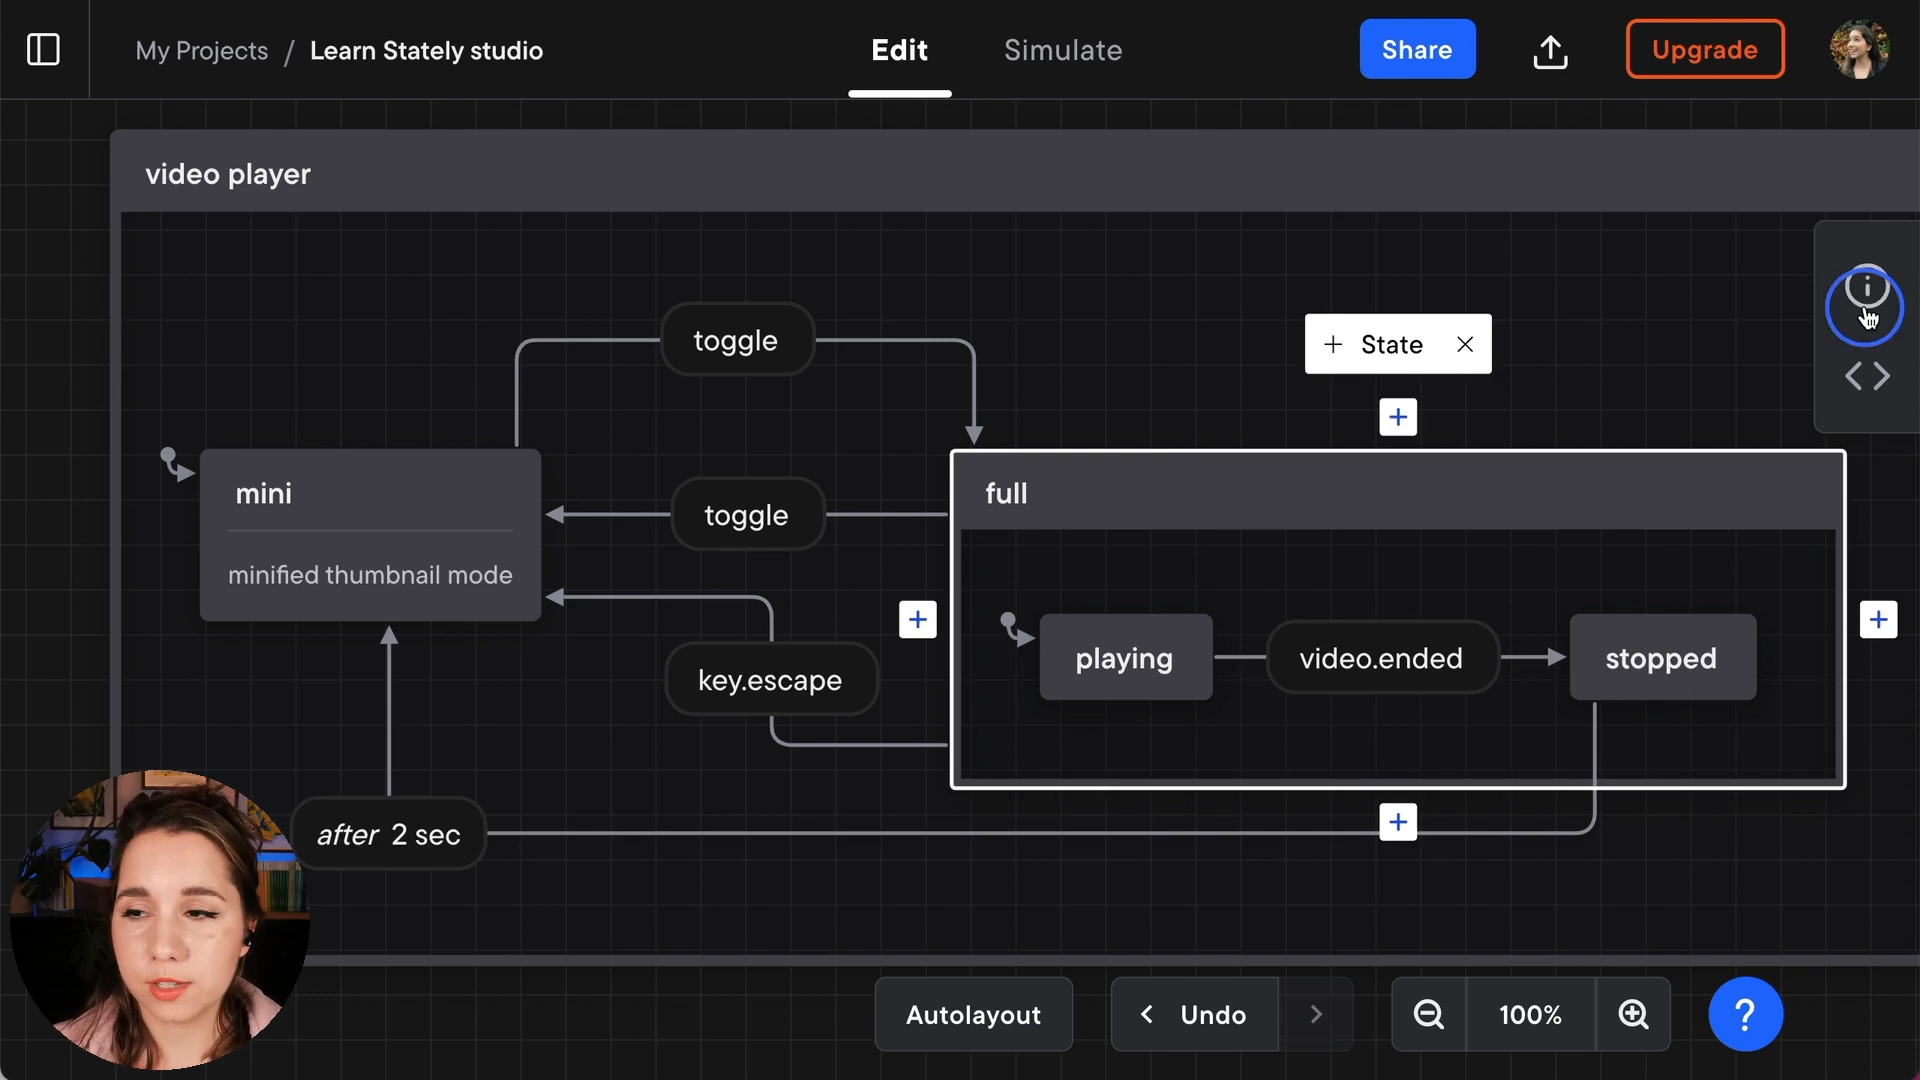 My Projects / Learn Stately studio
Edit
Simulate
Share
Upgrade
video player
toggle
+ State ×
mini
minified thumbnail mode
toggle
full
key.escape
playing
video.ended
stopped
after 2 sec
Autolayout
< Undo >
100%
?